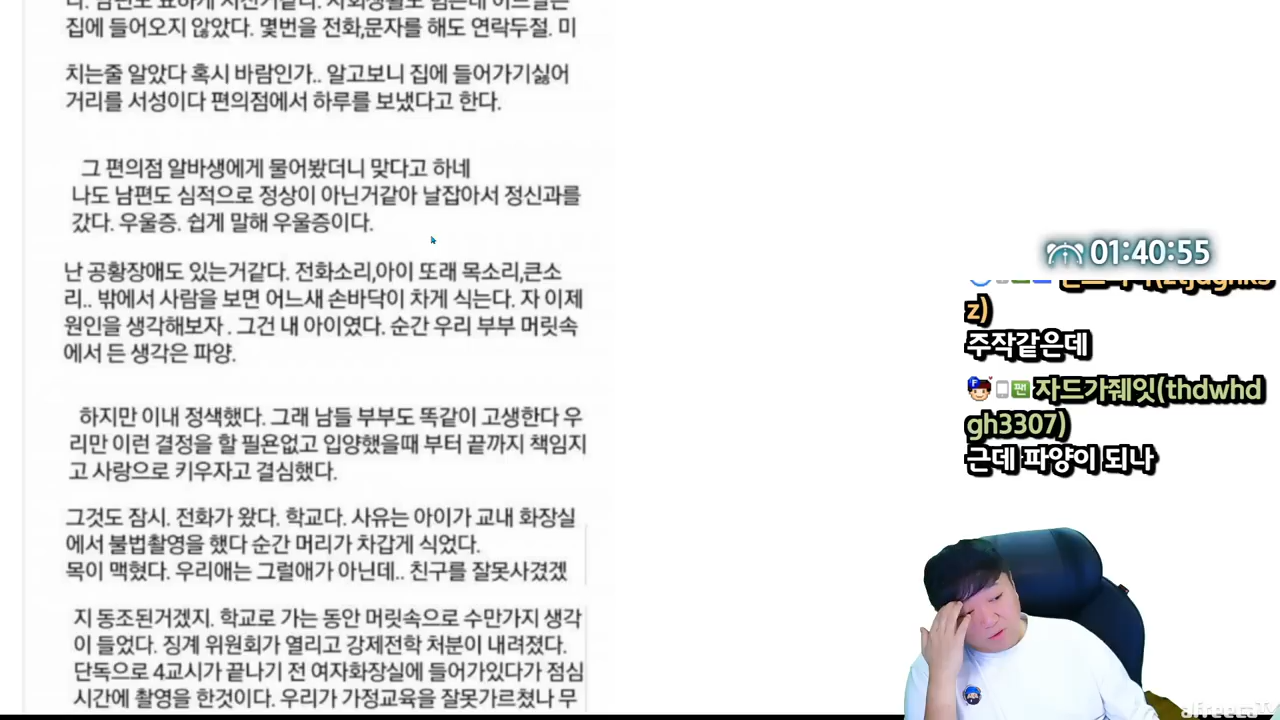 집에 들어오지 않았다. 몇번을 전화,문자를 해도 연락두절. 미
치는줄 알았다 혹시 바람인가.. 알고보니 집에 들어가기싫어
거리를 서성이다 편의점에서 하루를 보냈다고 한다.
그 편의점 알바생에게 물어봤더니 맞다고 하네
나도 남편도 심적으로 정상이 아닌거같아 날잡아서 정신과를
갔다. 우울증. 쉽게 말해 우울증이다.
난 공황장애도 있는거같다. 전화소리,아이 또래 목소리,큰소
리.. 밖에서 사람을 보면 어느새 손바닥이 차게 식는다. 자 이제
원인을 생각해보자 . 그건 내 아이였다. 순간 우리 부부 머릿속
에서 든 생각은 파양.
하지만 이내 정색했다. 그래 남들 부부도 똑같이 고생한다 우
리만 이런 결정을 할 필욘없고 입양했을때 부터 끝까지 책임지
고 사랑으로 키우자고 결심했다.
그것도 잠시. 전화가 왔다. 학교다. 사유는 아이가 교내 화장실
에서 불법촬영을 했다 순간 머리가 차갑게 식었다.
목이 맥혔다. 우리애는 그럴애가 아닌데.. 친구를 잘못사겼겠
지 동조된거겠지. 학교로 가는 동안 머릿속으로 수만가지 생각
이 들었다. 징계 위원회가 열리고 강제전학 처분이 내려졌다.
단독으로 4교시가 끝나기 전 여자화장실에 들어가있다가 점심
시간에 촬영을 한것이다. 우리가 가정교육을 잘못가르쳤나 무
01:40:55
z)
주작같은데
F 팬 자드가줴잇(thdwhd
gh3307)
근데 파양이 되나
afreecaTV